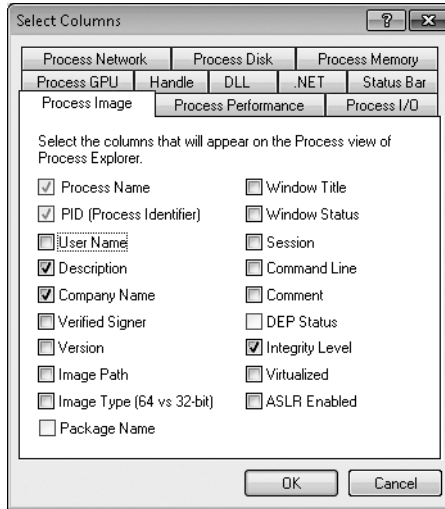 Select Columns
Process Network Process Disk Process Memory
Process GPU Handle DLL .NET Status Bar
Process Image Process Performance Process I/O
Select the columns that will appear on the Process view of
Process Explorer.
Process Name Window Title
PID (Process Identifier) Window Status
User Name Session
Description Command Line
Company Name Comment
Verified Signer DEP Status
Version Integrity Level
Image Path Virtualized
Image Type (64 vs 32-bit) ASLR Enabled
Package Name
OK Cancel